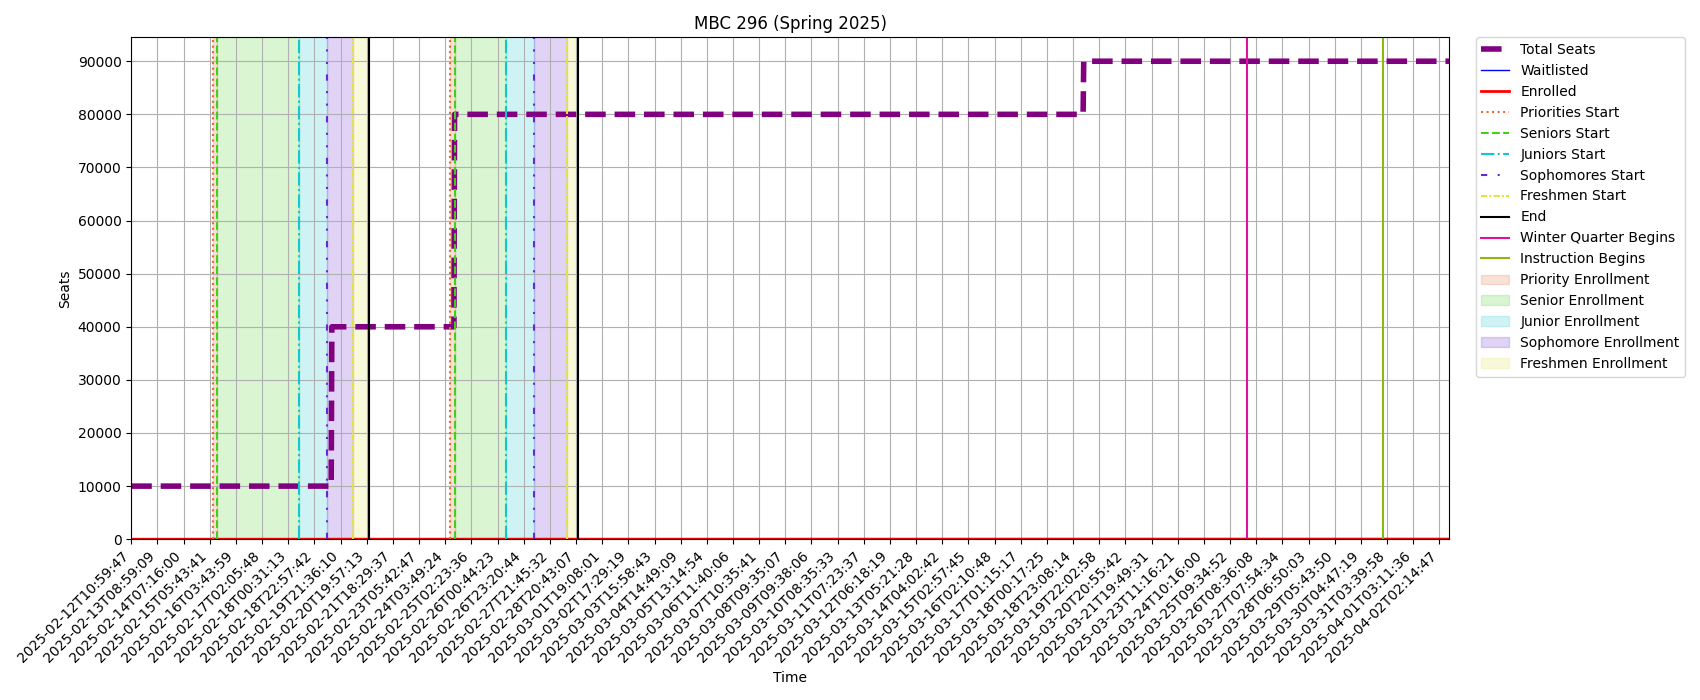 MBC 296 (Spring 2025)
Seats
90000
80000
70000
60000
50000
40000
30000
20000
10000
0
2025-02-12T10:59:47
2025-02-13T08:59:09
2025-02-14T07:16:00
2025-02-15T05:43:41
2025-02-16T03:43:59
2025-02-17T02:05:48
2025-02-18T00:31:13
2025-02-18T22:57:42
2025-02-19T21:36:10
2025-02-20T19:57:13
2025-02-21T18:29:37
2025-02-23T05:42:47
2025-02-24T03:49:24
2025-02-25T02:23:36
2025-02-26T00:44:23
2025-02-26T23:20:44
2025-02-27T21:45:32
2025-02-28T20:43:07
2025-03-01T19:08:01
2025-03-02T17:29:19
2025-03-03T15:58:43
2025-03-04T14:49:09
2025-03-05T13:14:54
2025-03-06T11:40:06
2025-03-07T10:35:41
2025-03-08T09:35:07
2025-03-09T09:38:06
2025-03-10T08:35:33
2025-03-11T07:23:37
2025-03-12T06:18:19
2025-03-13T05:21:28
2025-03-14T04:02:42
2025-03-15T02:57:45
2025-03-16T02:10:48
2025-03-17T01:15:17
2025-03-18T00:17:25
2025-03-18T23:08:14
2025-03-19T22:02:58
2025-03-20T20:55:42
2025-03-21T19:49:31
2025-03-23T11:16:21
2025-03-24T10:16:00
2025-03-25T09:34:52
2025-03-26T08:36:08
2025-03-27T07:54:34
2025-03-28T06:50:03
2025-03-29T05:43:50
2025-03-30T04:47:19
2025-03-31T03:39:58
2025-04-01T03:11:36
2025-04-02T02:14:47
Time
Total Seats
Waitlisted
Enrolled
Priorities Start
Seniors Start
Juniors Start
Sophomores Start
Freshmen Start
End
Winter Quarter Begins
Instruction Begins
Priority Enrollment
Senior Enrollment
Junior Enrollment
Sophomore Enrollment
Freshmen Enrollment